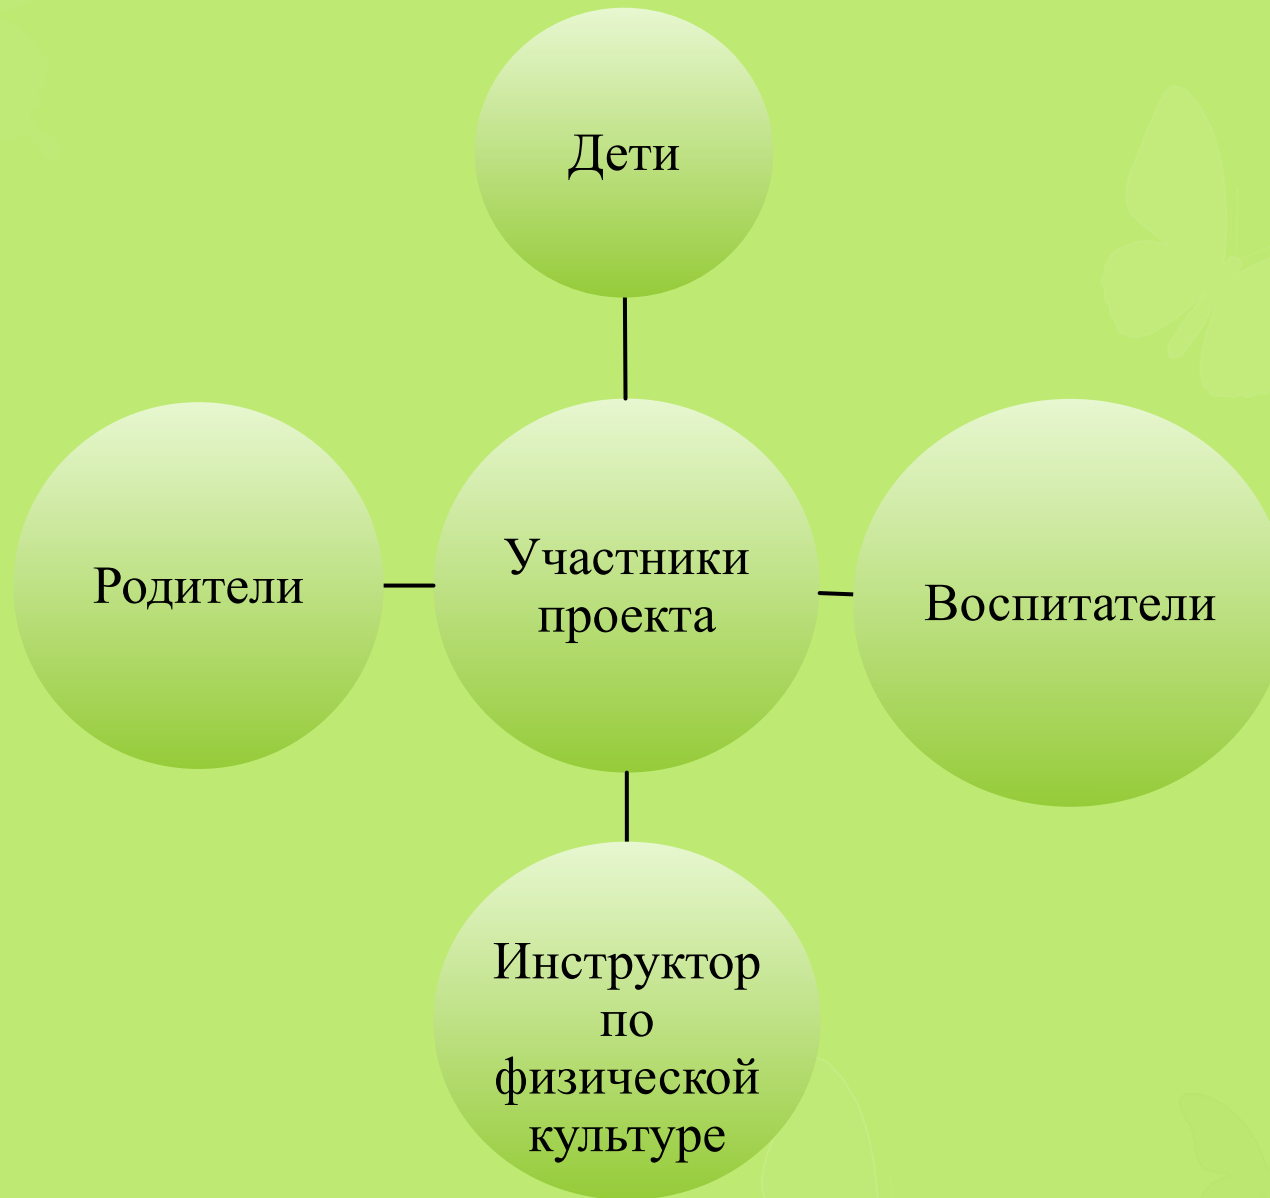 Дети
Родители
Участники
проекта
Воспитатели
Инструктор
по
физической
культуре